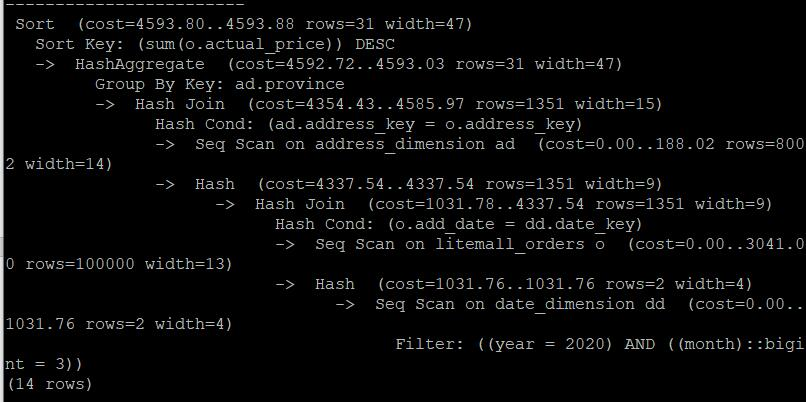 ------------------------
Sort  (cost=4593.80..4593.88 rows=31 width=47)
  Sort Key: (sum(o.actual_price)) DESC
  ->  HashAggregate  (cost=4592.72..4593.03 rows=31 width=47)
        Group By Key: ad.province
        ->  Hash Join  (cost=4354.43..4585.97 rows=1351 width=15)
              Hash Cond: (ad.address_key = o.address_key)
              ->  Seq Scan on address_dimension ad  (cost=0.00..188.02 rows=800
2 width=14)
              ->  Hash  (cost=4337.54..4337.54 rows=1351 width=9)
                    ->  Hash Join  (cost=1031.78..4337.54 rows=1351 width=9)
                          Hash Cond: (o.add_date = dd.date_key)
                          ->  Seq Scan on litemall_orders o  (cost=0.00..3041.0
0 rows=100000 width=13)
                          ->  Hash  (cost=1031.76..1031.76 rows=2 width=4)
                                ->  Seq Scan on date_dimension dd  (cost=0.00..
1031.76 rows=2 width=4)
                                      Filter: ((year = 2020) AND ((month)::bigi
nt = 3))
(14 rows)